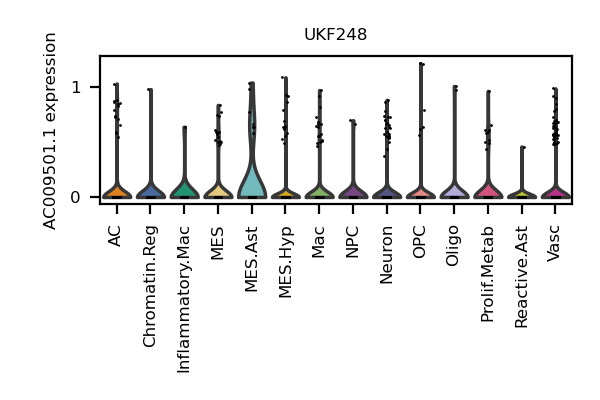 UKF248
AC009501.1 expression
1
0
AC
Chromatin.Reg
Inflammatory.Mac
MES
MES.Ast
MES.Hyp
Mac
NPC
Neuron
OPC
Oligo
Prolif.Metab
Reactive.Ast
Vasc